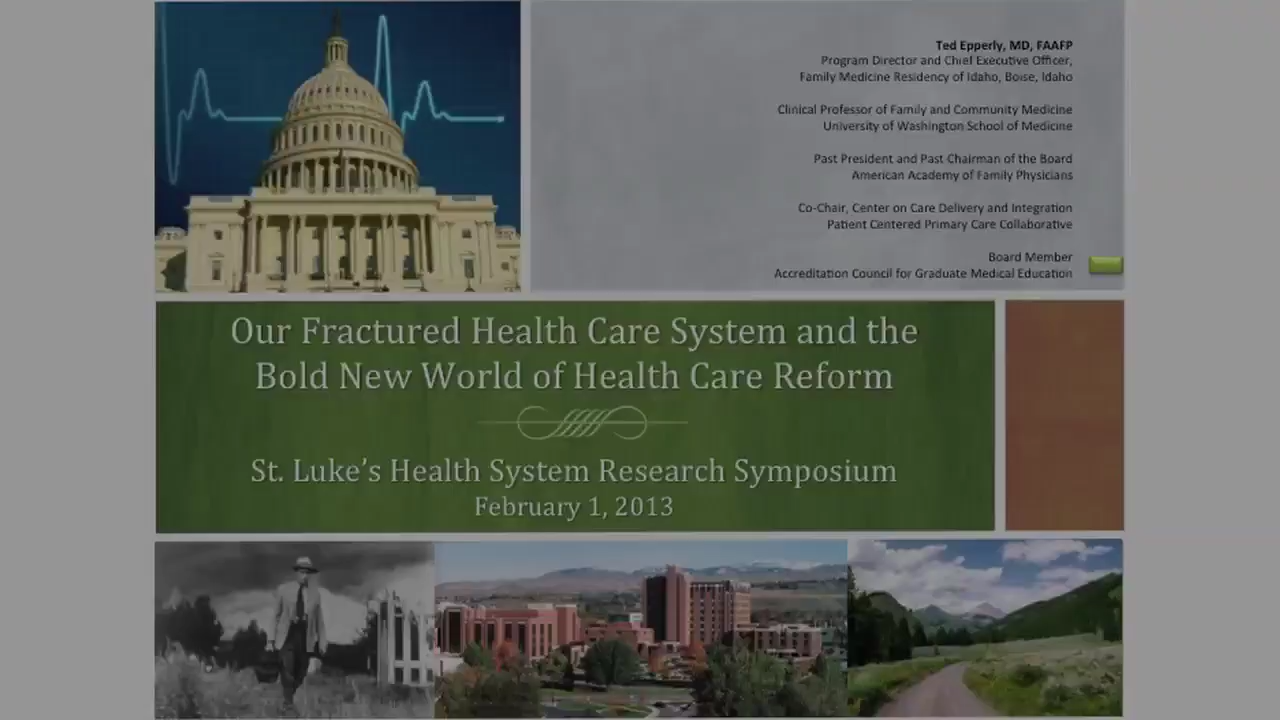 Ted Epperly, MD, FAAFP
Program Director and Chief Executive Officer,
Family Medicine Residency of Idaho, Boise, Idaho
Clinical Professor of Family and Community Medicine
University of Washington School of Medicine
Past President and Past Chairman of the Board
American Academy of Family Physicians
Co-Chair, Center on Care Delivery and Integration
Patient Centered Primary Care Collaborative
Board Member
Accreditation Council for Graduate Medical Education
Our Fractured Health Care System and the
Bold New World of Health Care Reform
St. Luke's Health System Research Symposium
February 1, 2013